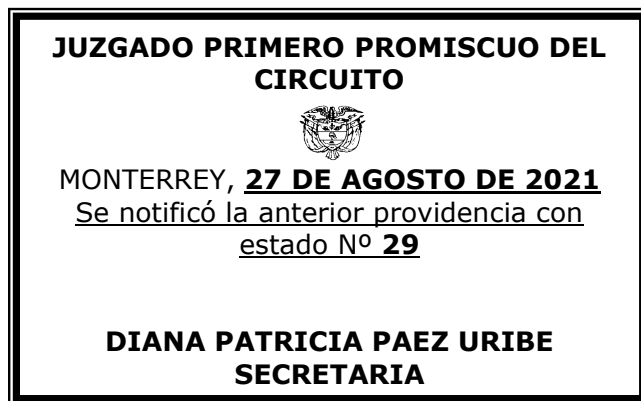 JUZGADO PRIMERO PROMISCUO DEL
CIRCUITO
MONTERREY, 27 DE AGOSTO DE 2021
Se notificó la anterior providencia con
estado Nº 29
DIANA PATRICIA PAEZ URIBE
SECRETARIA